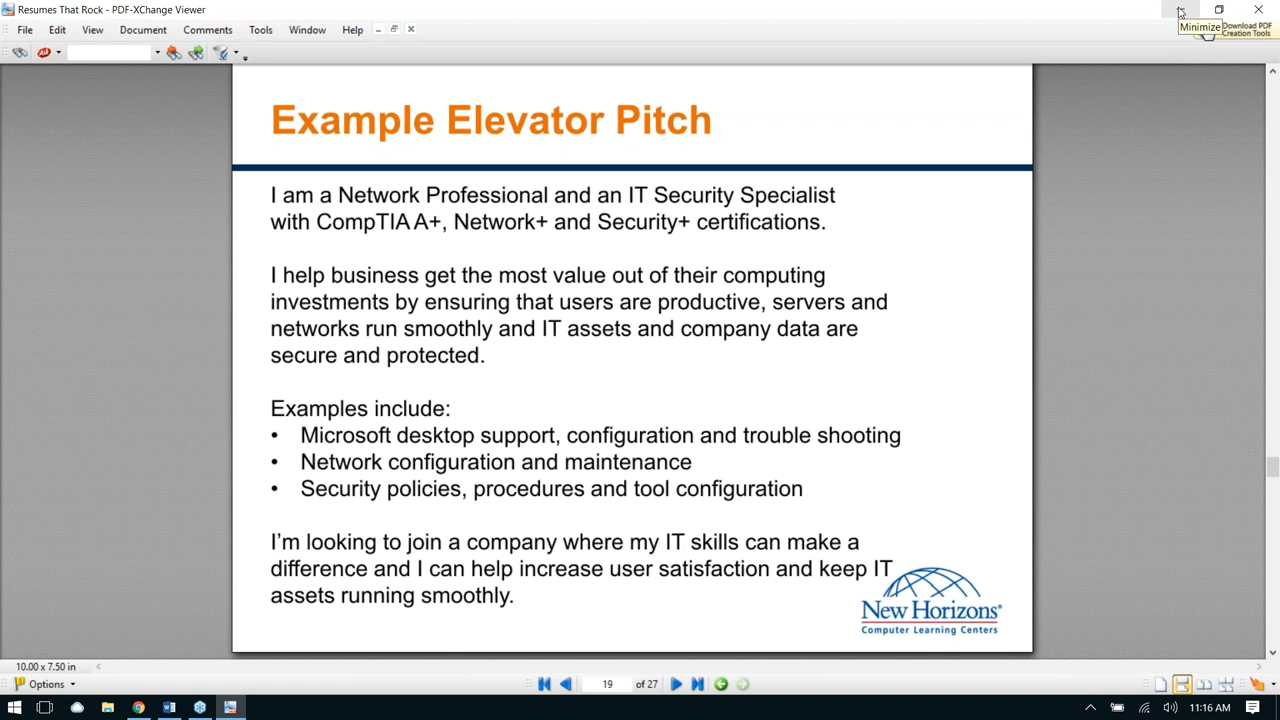 Resumes That Rock - PDF-XChange Viewer
File Edit View Document Comments Tools Window Help
Minimize
Download PDF
Creation Tools
Example Elevator Pitch
I am a Network Professional and an IT Security Specialist
with CompTIA A+, Network+ and Security+ certifications.
I help business get the most value out of their computing
investments by ensuring that users are productive, servers and
networks run smoothly and IT assets and company data are
secure and protected.
Examples include:
• Microsoft desktop support, configuration and trouble shooting
• Network configuration and maintenance
• Security policies, procedures and tool configuration
I'm looking to join a company where my IT skills can make a
difference and I can help increase user satisfaction and keep IT
assets running smoothly.
New Horizons®
Computer Learning Centers
10.00 x 7.50 in
Options
19 of 27
11:16 AM